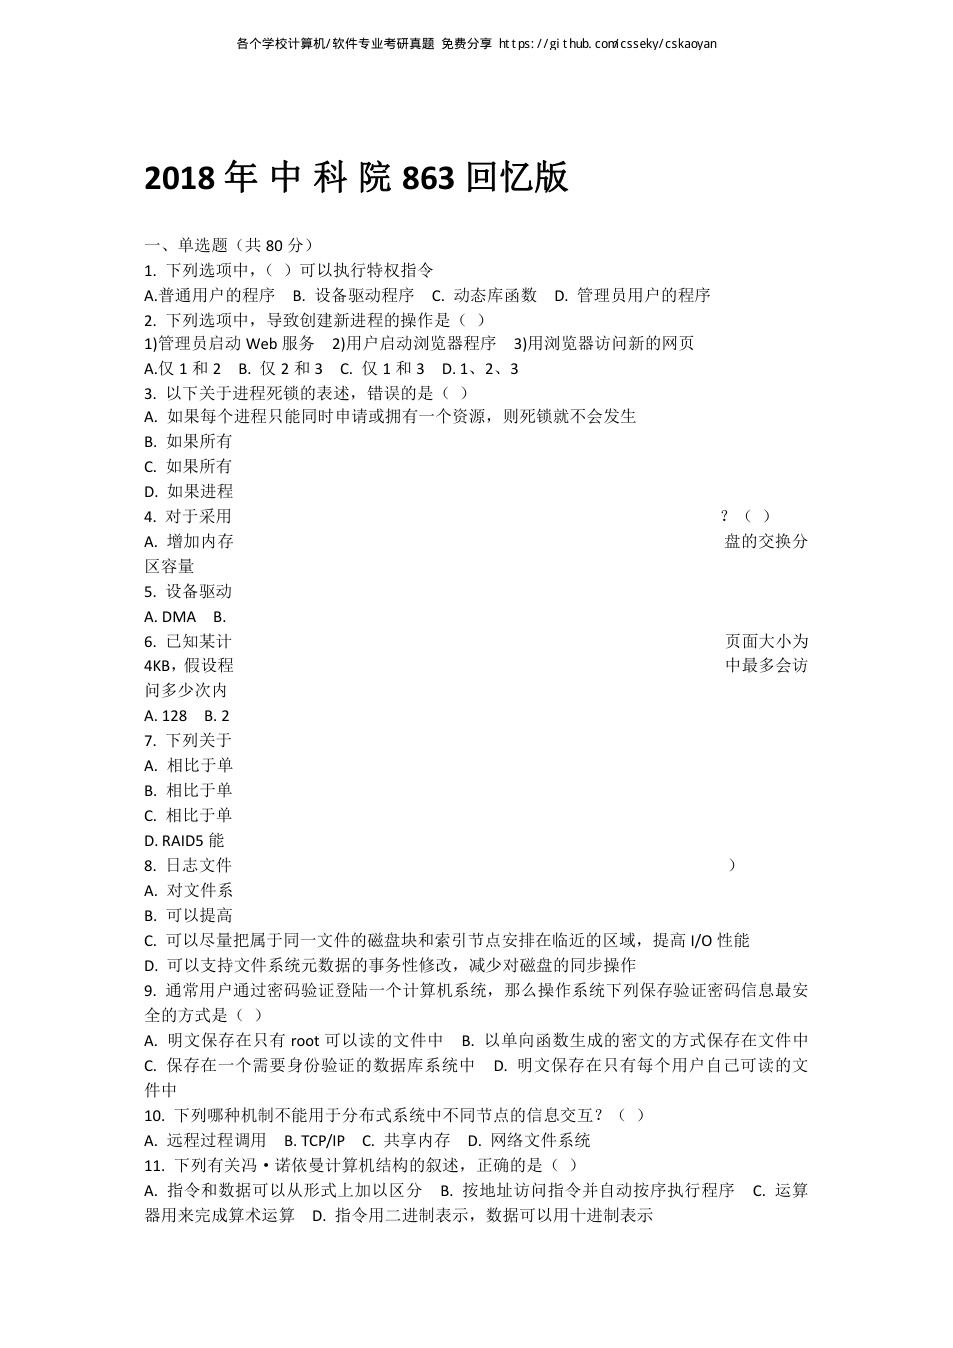 各个学校计算机/软件专业考研真题 免费分享 https://github.com/csseky/cskaoyan
2018 年 中 科 院 863 回忆版
一、单选题（共 80 分）
1. 下列选项中，（ ）可以执行特权指令
A.普通用户的程序 B. 设备驱动程序 C. 动态库函数 D. 管理员用户的程序
2. 下列选项中，导致创建新进程的操作是（ ）
1)管理员启动 Web 服务 2)用户启动浏览器程序 3)用浏览器访问新的网页
A.仅 1 和 2 B. 仅 2 和 3 C. 仅 1 和 3 D. 1、2、3
3. 以下关于进程死锁的表述，错误的是（ ）
A. 如果每个进程只能同时申请或拥有一个资源，则死锁就不会发生
B. 如果所有
C. 如果所有
D. 如果进程
4. 对于采用 ？（ ）
A. 增加内存 盘的交换分
区容量
5. 设备驱动
A. DMA B.
6. 已知某计 页面大小为
4KB，假设程 中最多会访
问多少次内
A. 128 B. 2
7. 下列关于
A. 相比于单
B. 相比于单
C. 相比于单
D. RAID5 能
8. 日志文件 ）
A. 对文件系
B. 可以提高
C. 可以尽量把属于同一文件的磁盘块和索引节点安排在临近的区域，提高 I/O 性能
D. 可以支持文件系统元数据的事务性修改，减少对磁盘的同步操作
9. 通常用户通过密码验证登陆一个计算机系统，那么操作系统下列保存验证密码信息最安
全的方式是（ ）
A. 明文保存在只有 root 可以读的文件中 B. 以单向函数生成的密文的方式保存在文件中
C. 保存在一个需要身份验证的数据库系统中 D. 明文保存在只有每个用户自己可读的文
件中
10. 下列哪种机制不能用于分布式系统中不同节点的信息交互？（ ）
A. 远程过程调用 B. TCP/IP C. 共享内存 D. 网络文件系统
11. 下列有关冯·诺依曼计算机结构的叙述，正确的是（ ）
A. 指令和数据可以从形式上加以区分 B. 按地址访问指令并自动按序执行程序 C. 运算
器用来完成算术运算 D. 指令用二进制表示，数据可以用十进制表示